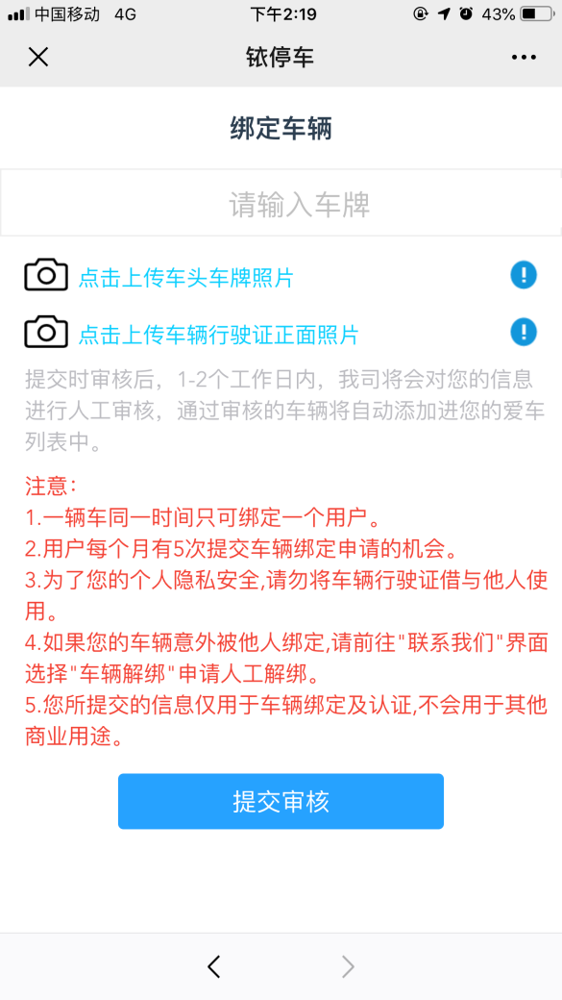 中国移动 4G 下午2:19 43%
铱停车
绑定车辆
请输入车牌
点击上传车头车牌照片
点击上传车辆行驶证正面照片
提交时审核后，1-2个工作日内，我司将会对您的信息
进行人工审核，通过审核的车辆将自动添加进您的爱车
列表中。
注意：
1.一辆车同一时间只可绑定一个用户。
2.用户每个月有5次提交车辆绑定申请的机会。
3.为了您的个人隐私安全,请勿将车辆行驶证借与他人使
用。
4.如果您的车辆意外被他人绑定,请前往"联系我们"界面
选择"车辆解绑"申请人工解绑。
5.您所提交的信息仅用于车辆绑定及认证,不会用于其他
商业用途。
提交审核